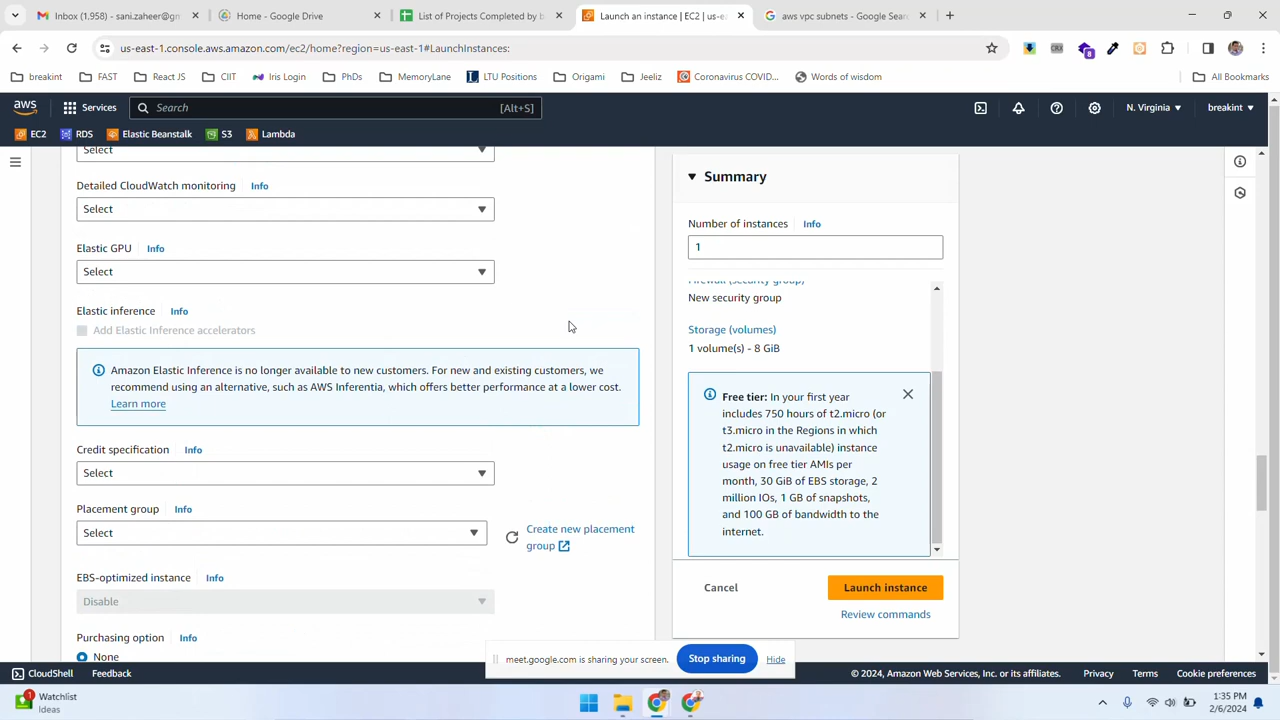 Inbox (1,958) - sani.zaheer@gm
Home - Google Drive
List of Projects Completed by b
Launch an instance | EC2 | us-ea
aws vpc subnets - Google Sear
us-east-1.console.aws.amazon.com/ec2/home?region=us-east-1#LaunchInstances:
breakint
FAST
React JS
CIIT
Iris Login
PhDs
MemoryLane
LTU Positions
Origami
Jeeliz
Coronavirus COVID...
Words of wisdom
All Bookmarks
aws
Services
Search
[Alt+S]
N. Virginia
breakint
EC2
RDS
Elastic Beanstalk
S3
Lambda
Select
Detailed CloudWatch monitoring Info
Select
Elastic GPU Info
Select
Elastic inference Info
Add Elastic Inference accelerators
Amazon Elastic Inference is no longer available to new customers. For new and existing customers, we
recommend using an alternative, such as AWS Inferentia, which offers better performance at a lower cost.
Learn more
Credit specification Info
Select
Placement group Info
Select
Create new placement
group
EBS-optimized instance Info
Disable
Purchasing option Info
None
Summary
Number of instances Info
1
Firewall (security group)
New security group
Storage (volumes)
1 volume(s) - 8 GiB
Free tier: In your first year
includes 750 hours of t2.micro (or
t3.micro in the Regions in which
t2.micro is unavailable) instance
usage on free tier AMIs per
month, 30 GiB of EBS storage, 2
million IOs, 1 GB of snapshots,
and 100 GB of bandwidth to the
internet.
Cancel
Launch instance
Review commands
meet.google.com is sharing your screen.
Stop sharing
Hide
CloudShell
Feedback
© 2024, Amazon Web Services, Inc. or its affiliates.
Privacy
Terms
Cookie preferences
Watchlist
Ideas
1:35 PM
2/6/2024